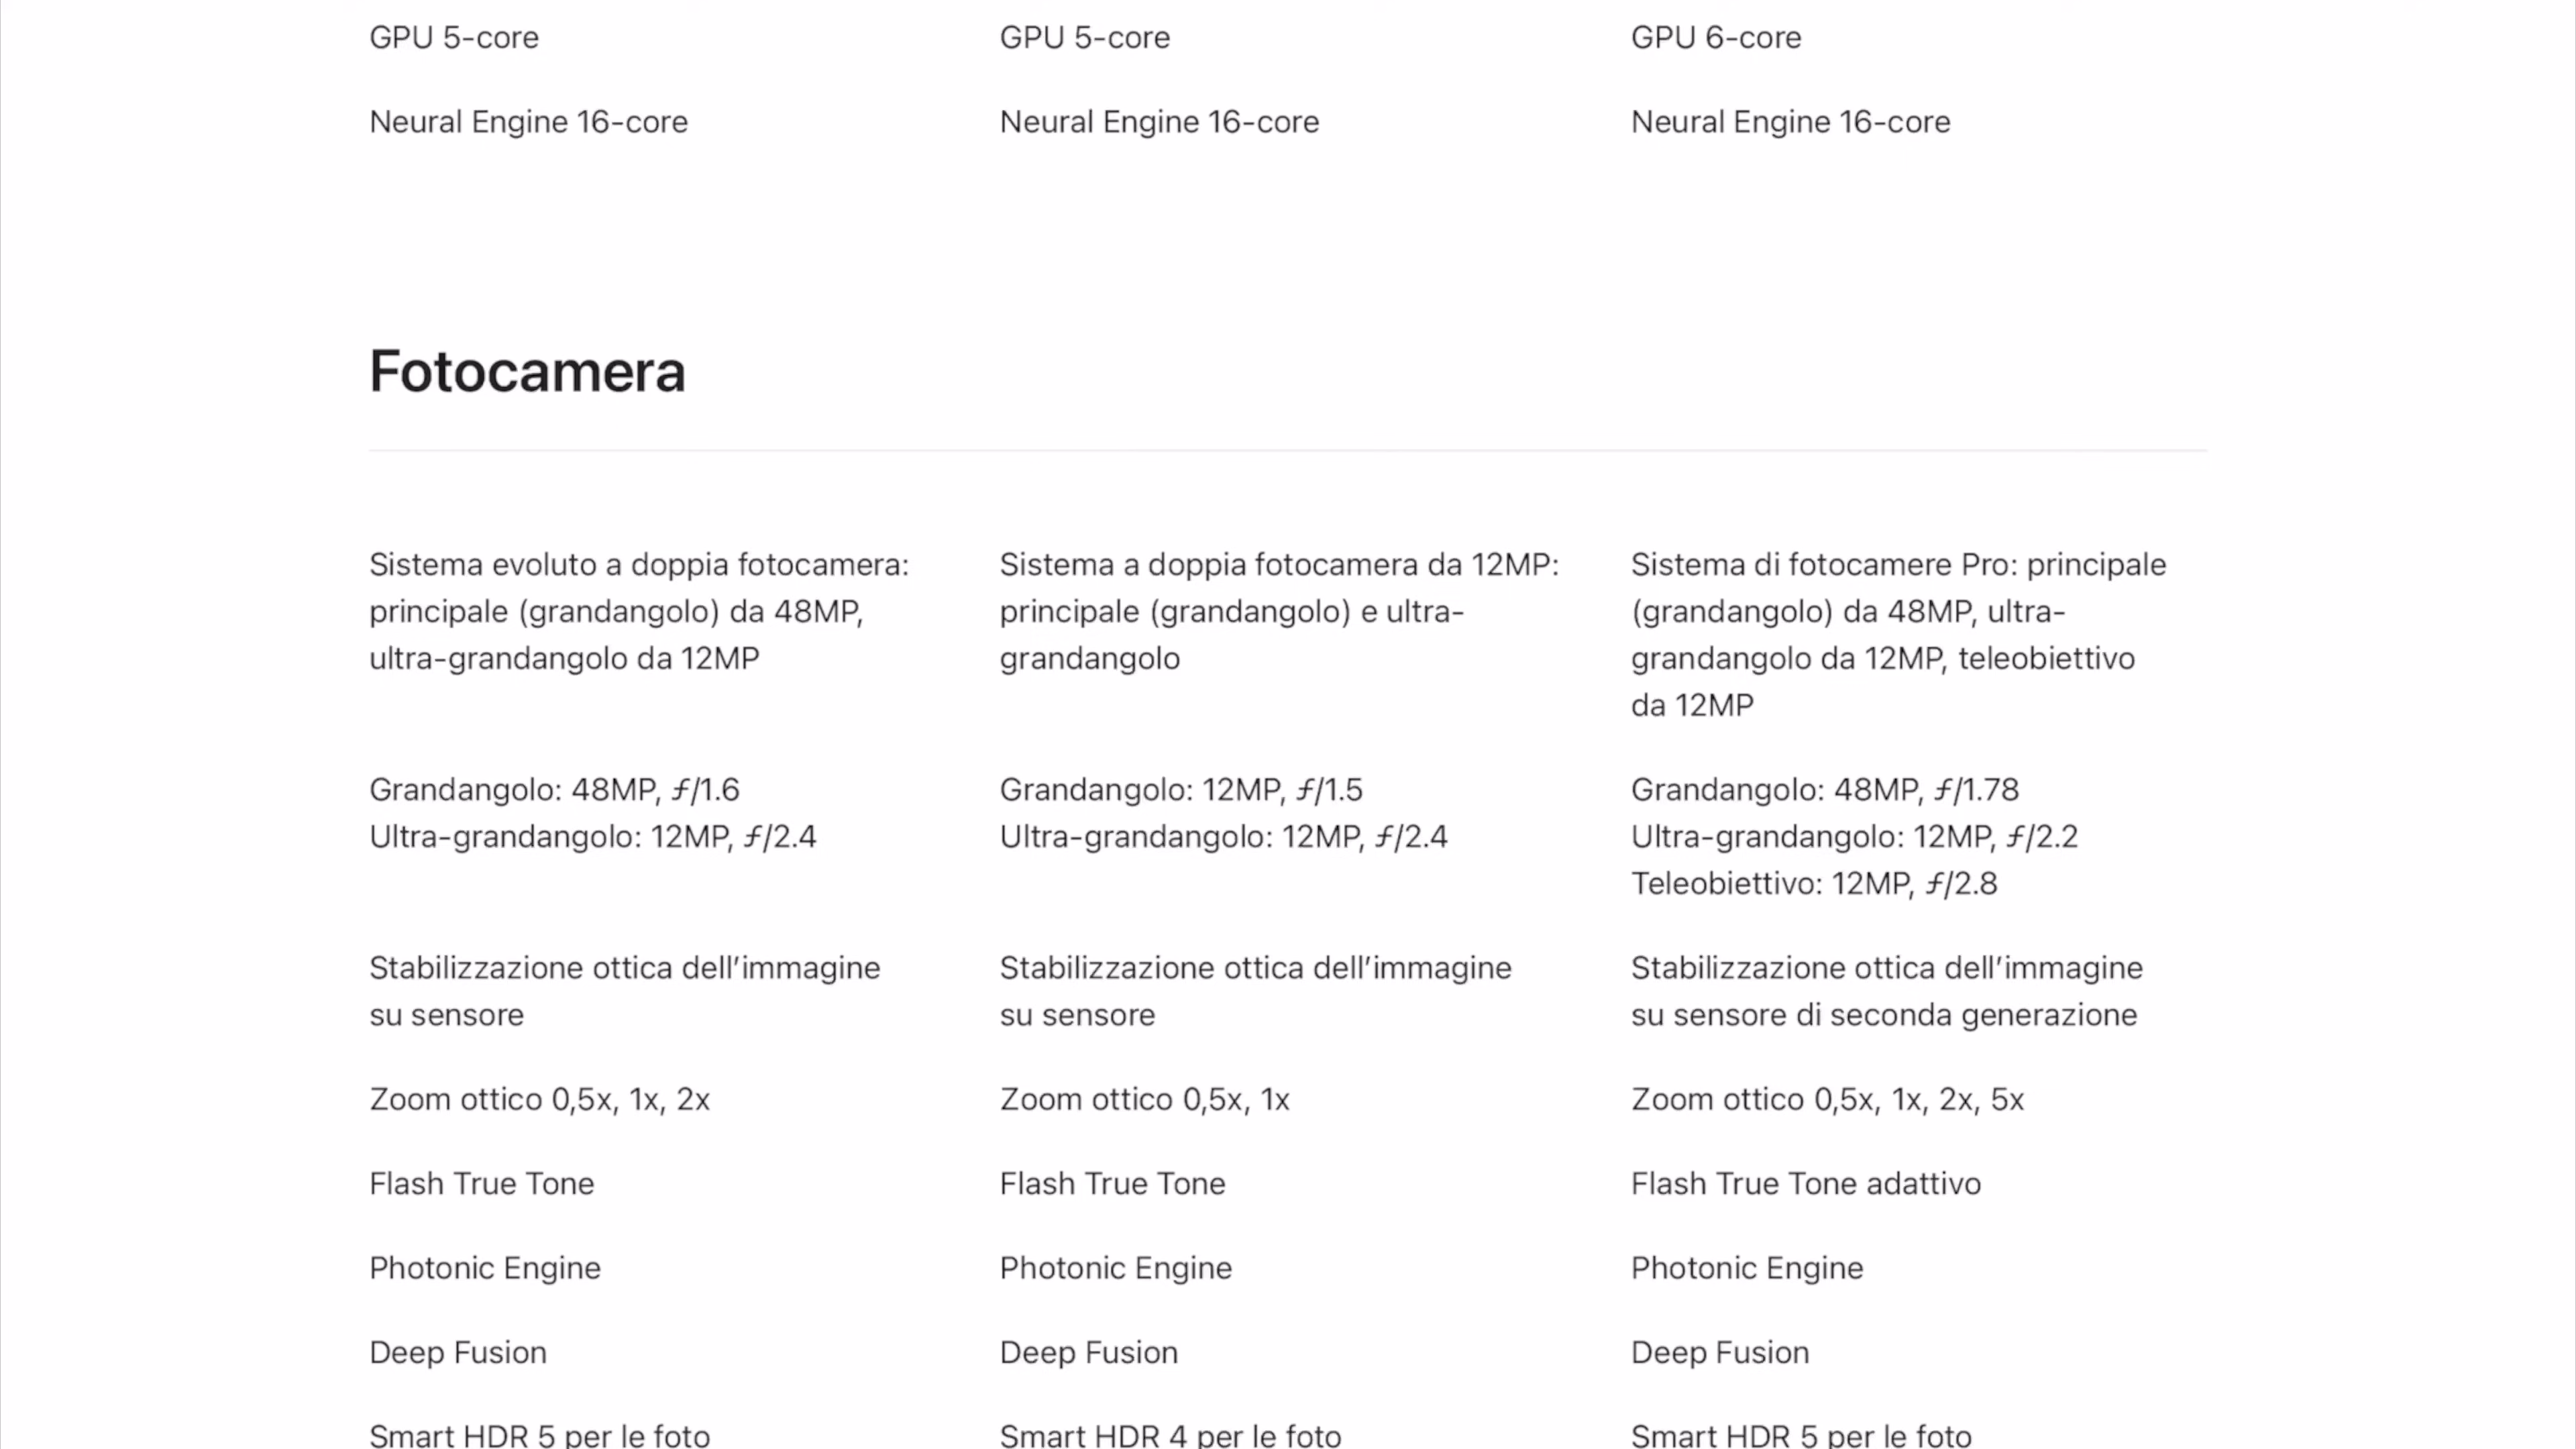 GPU 5-core
GPU 5-core
GPU 6-core
Neural Engine 16-core
Neural Engine 16-core
Neural Engine 16-core
Fotocamera
Sistema evoluto a doppia fotocamera:
principale (grandangolo) da 48MP,
ultra-grandangolo da 12MP
Sistema a doppia fotocamera da 12MP:
principale (grandangolo) e ultra-
grandangolo
Sistema di fotocamere Pro: principale
(grandangolo) da 48MP, ultra-
grandangolo da 12MP, teleobiettivo
da 12MP
Grandangolo: 48MP, ƒ/1.6
Ultra-grandangolo: 12MP, ƒ/2.4
Grandangolo: 12MP, ƒ/1.5
Ultra-grandangolo: 12MP, ƒ/2.4
Grandangolo: 48MP, ƒ/1.78
Ultra-grandangolo: 12MP, ƒ/2.2
Teleobiettivo: 12MP, ƒ/2.8
Stabilizzazione ottica dell’immagine
su sensore
Stabilizzazione ottica dell’immagine
su sensore
Stabilizzazione ottica dell’immagine
su sensore di seconda generazione
Zoom ottico 0,5x, 1x, 2x
Zoom ottico 0,5x, 1x
Zoom ottico 0,5x, 1x, 2x, 5x
Flash True Tone
Flash True Tone
Flash True Tone adattivo
Photonic Engine
Photonic Engine
Photonic Engine
Deep Fusion
Deep Fusion
Deep Fusion
Smart HDR 5 per le foto
Smart HDR 4 per le foto
Smart HDR 5 per le foto